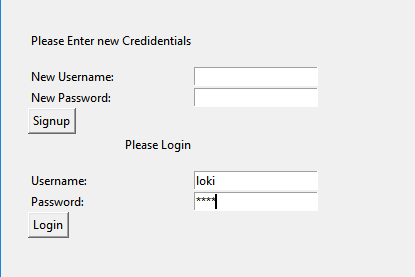 Please Enter new Credidentials
New Username:
New Password:
Signup
Please Login
Username: loki
Password: ****
Login